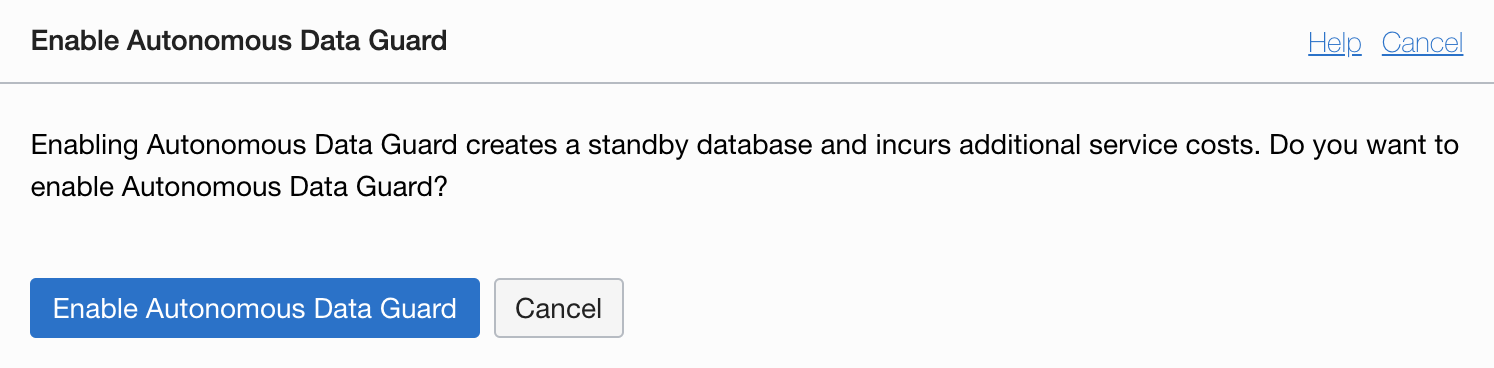 Enable Autonomous Data Guard
Help Cancel
Enabling Autonomous Data Guard creates a standby database and incurs additional service costs. Do you want to
enable Autonomous Data Guard?
Enable Autonomous Data Guard
Cancel